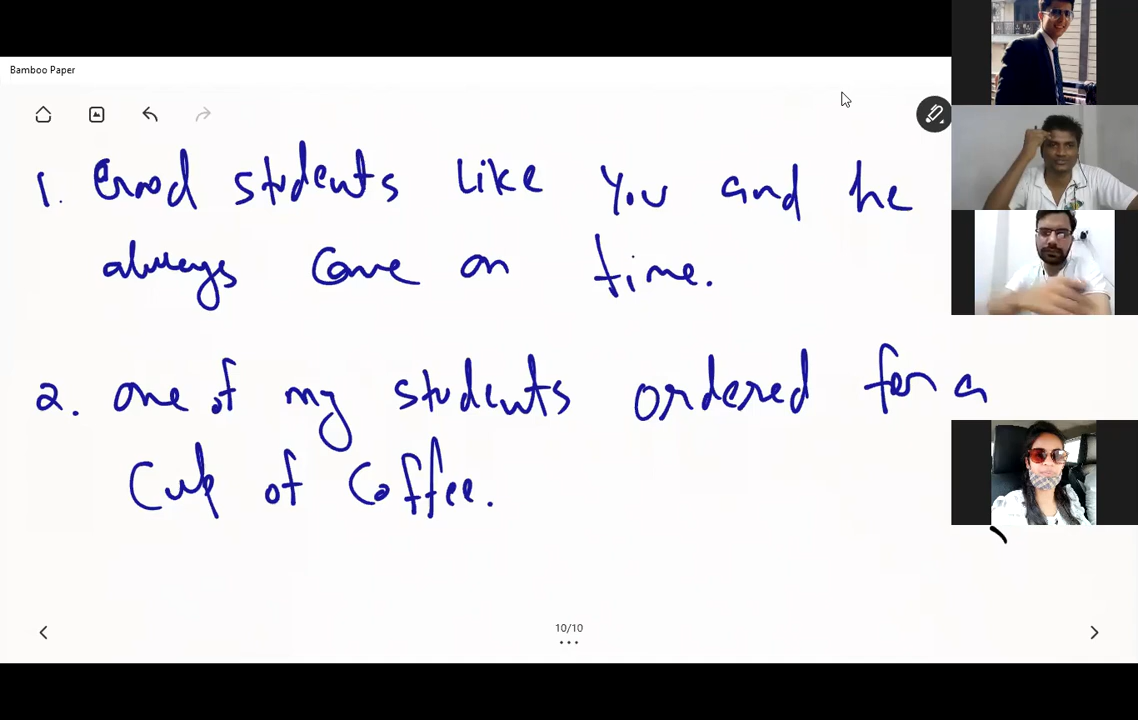 Bamboo Paper
1. Good students like you and he
always come on time.
2. One of my students ordered for a
Cup of Coffee.
10/10